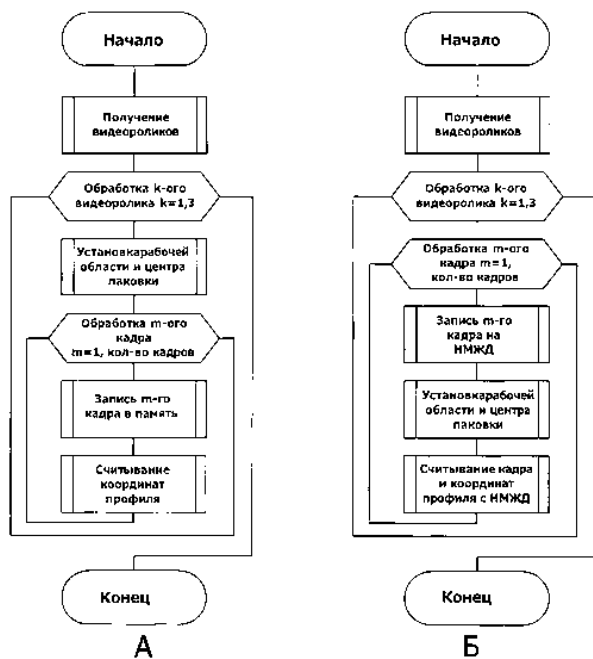 Начало
Получение
видеороликов
Обработка k-ого
видеоролика k=1,3
Установкарабочей
области и центра
паковки
Обработка m-ого
кадра
m=1, кол-во кадров
Запись m-го
кадра в память
Считывание
координат
профиля
Конец
А
Начало
Получение
видеороликов
Обработка k-ого
видеоролика k=1,3
Обработка m-ого
кадра m=1,
кол-во кадров
Запись m-го
кадра на
НМЖД
Установкарабочей
области и центра
паковки
Считывание кадра
и координат
профиля с НМЖД
Конец
Б